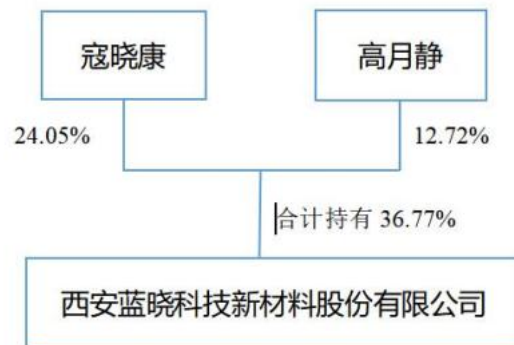 寇晓康
高月静
24.05%
12.72%
合计持有 36.77%
西安蓝晓科技新材料股份有限公司